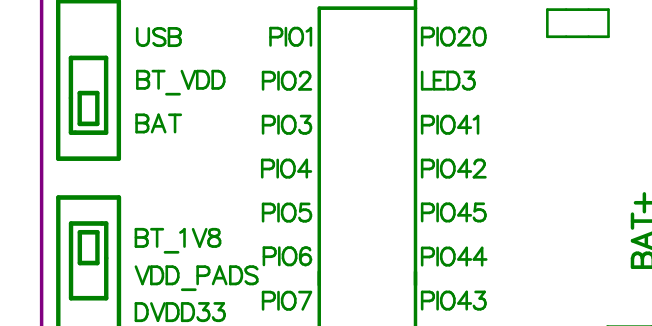 USB
BT_VDD
BAT
BT_1V8
VDD_PADS
DVDD33
PIO1
PIO2
PIO3
PIO4
PIO5
PIO6
PIO7
PIO20
LED3
PIO41
PIO42
PIO45
PIO44
PIO43
BAT+